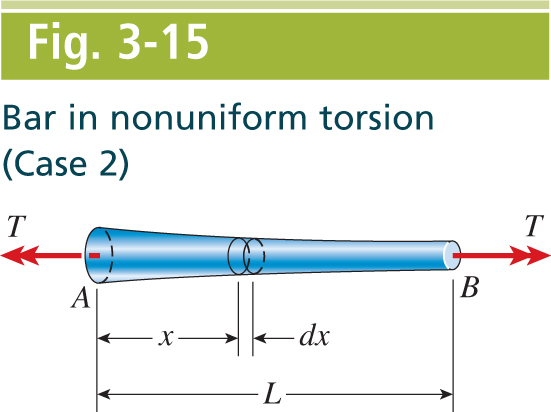 Fig. 3-15
Bar in nonuniform torsion
(Case 2)
T T
A B
x dx
L